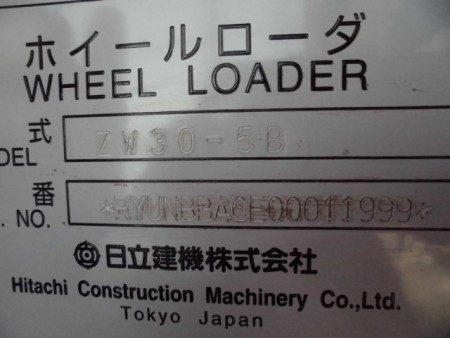 ホイールローダ
WHEEL LOADER
式
DEL ZW30-5B
番
. NO. *RYUNBBA6E00011999*
日立建機株式会社
Hitachi Construction Machinery Co.,Ltd.
Tokyo Japan